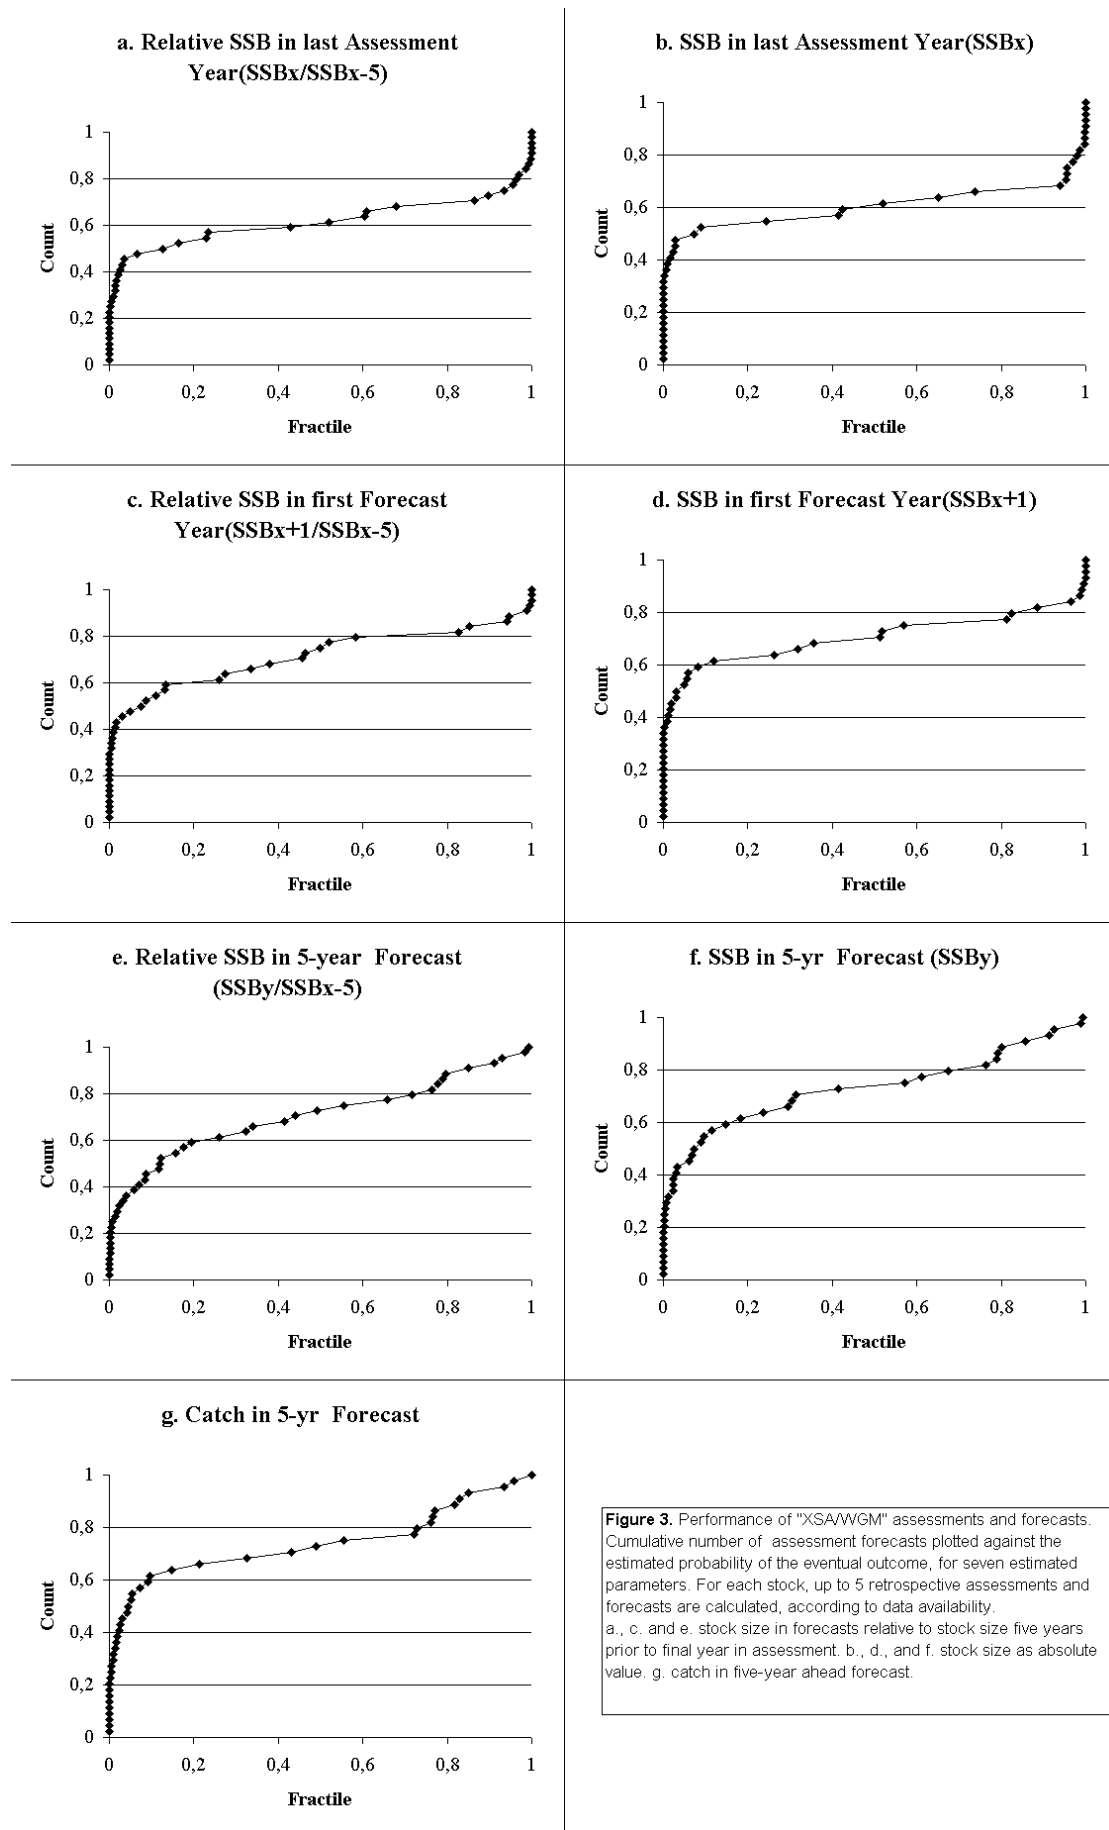 a. Relative SSB in last Assessment
Year(SSBx/SSBx-5)
1
0,8
0,6
0,4
0,2
0
Count
0 0,2 0,4 0,6 0,8 1
Fractile
b. SSB in last Assessment Year(SSBx)
1
0,8
0,6
0,4
0,2
0
Count
0 0,2 0,4 0,6 0,8 1
Fractile
c. Relative SSB in first Forecast
Year(SSBx+1/SSBx-5)
1
0,8
0,6
0,4
0,2
0
Count
0 0,2 0,4 0,6 0,8 1
Fractile
d. SSB in first Forecast Year(SSBx+1)
1
0,8
0,6
0,4
0,2
0
Count
0 0,2 0,4 0,6 0,8 1
Fractile
e. Relative SSB in 5-year Forecast
(SSBy/SSBx-5)
1
0,8
0,6
0,4
0,2
0
Count
0 0,2 0,4 0,6 0,8 1
Fractile
f. SSB in 5-yr Forecast (SSBy)
1
0,8
0,6
0,4
0,2
0
Count
0 0,2 0,4 0,6 0,8 1
Fractile
g. Catch in 5-yr Forecast
1
0,8
0,6
0,4
0,2
0
Count
0 0,2 0,4 0,6 0,8 1
Fractile
Figure 3. Performance of "XSA/WGM" assessments and forecasts.
Cumulative number of assessment forecasts plotted against the
estimated probability of the eventual outcome, for seven estimated
parameters. For each stock, up to 5 retrospective assessments and
forecasts are calculated, according to data availability.
a., c. and e. stock size in forecasts relative to stock size five years
prior to final year in assessment. b., d., and f. stock size as absolute
value. g. catch in five-year ahead forecast.